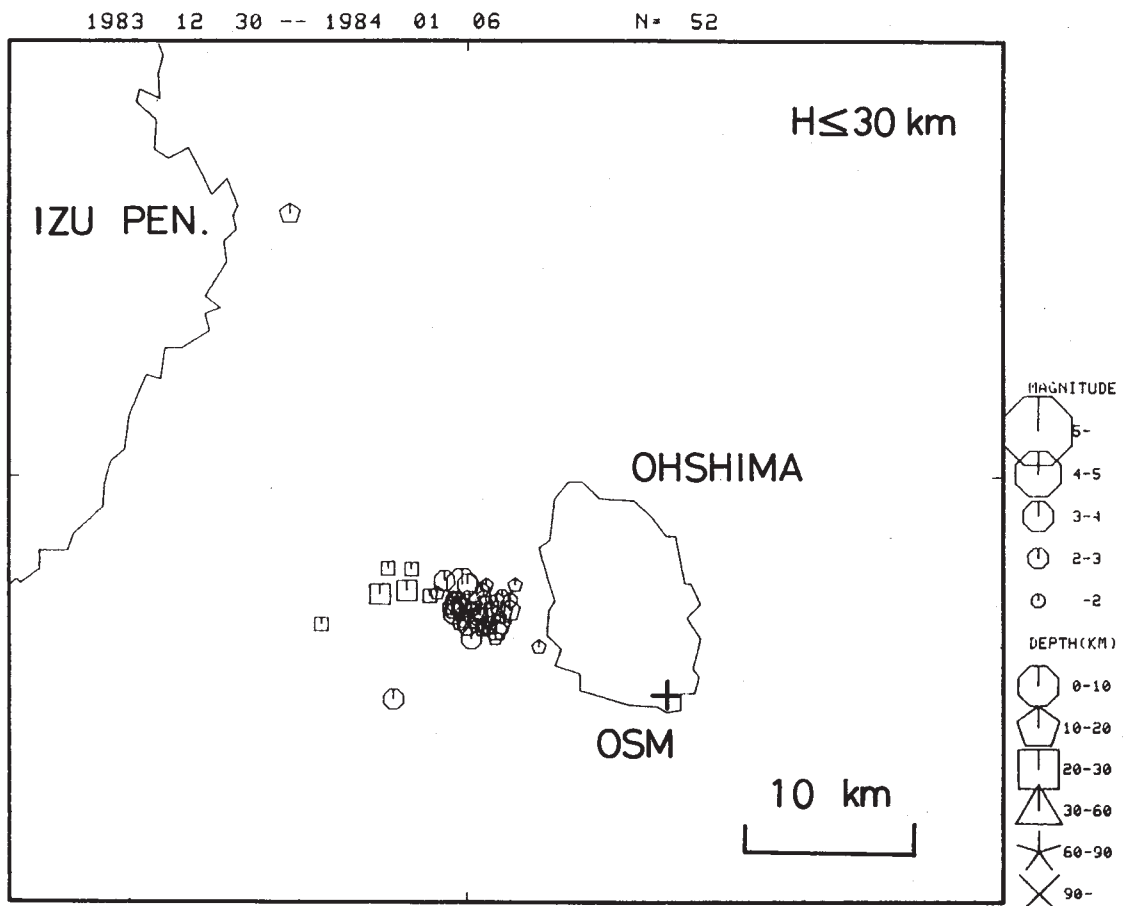 1983 12 30 -- 1984 01 06 N= 52
H≤30 km
IZU PEN.
OHSHIMA
OSM
10 km
MAGNITUDE
5-
4-5
3-4
2-3
-2
DEPTH(KM)
0-10
10-20
20-30
30-60
60-90
90-